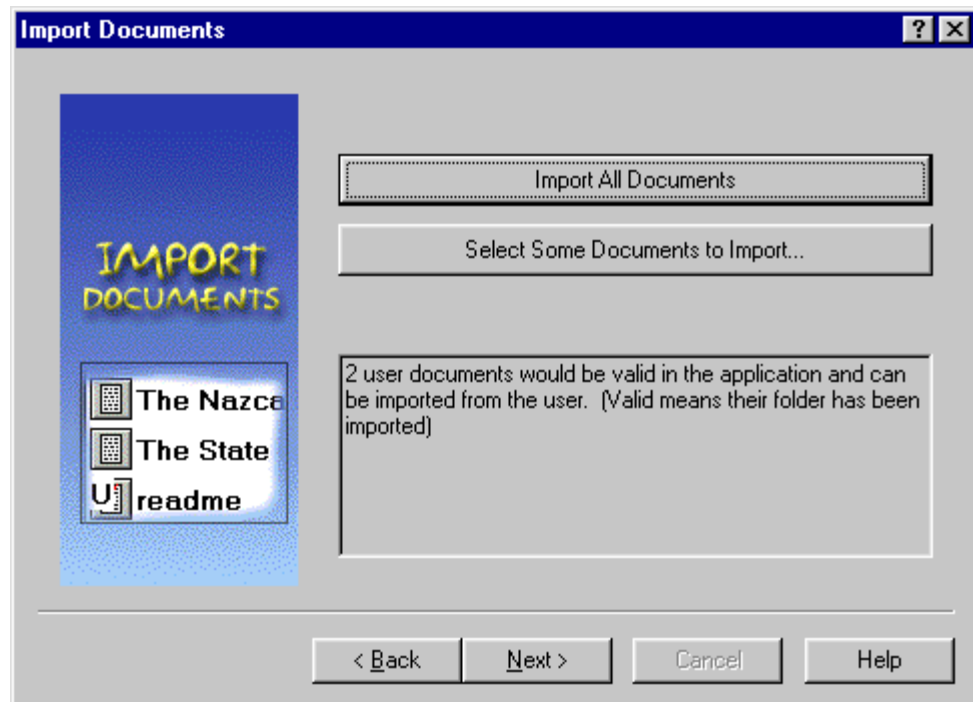 Import Documents
Import All Documents
Select Some Documents to Import...
IMPORT
DOCUMENTS
The Nazca
The State
U readme
2 user documents would be valid in the application and can
be imported from the user.  (Valid means their folder has been
imported)
< Back
Next >
Cancel
Help